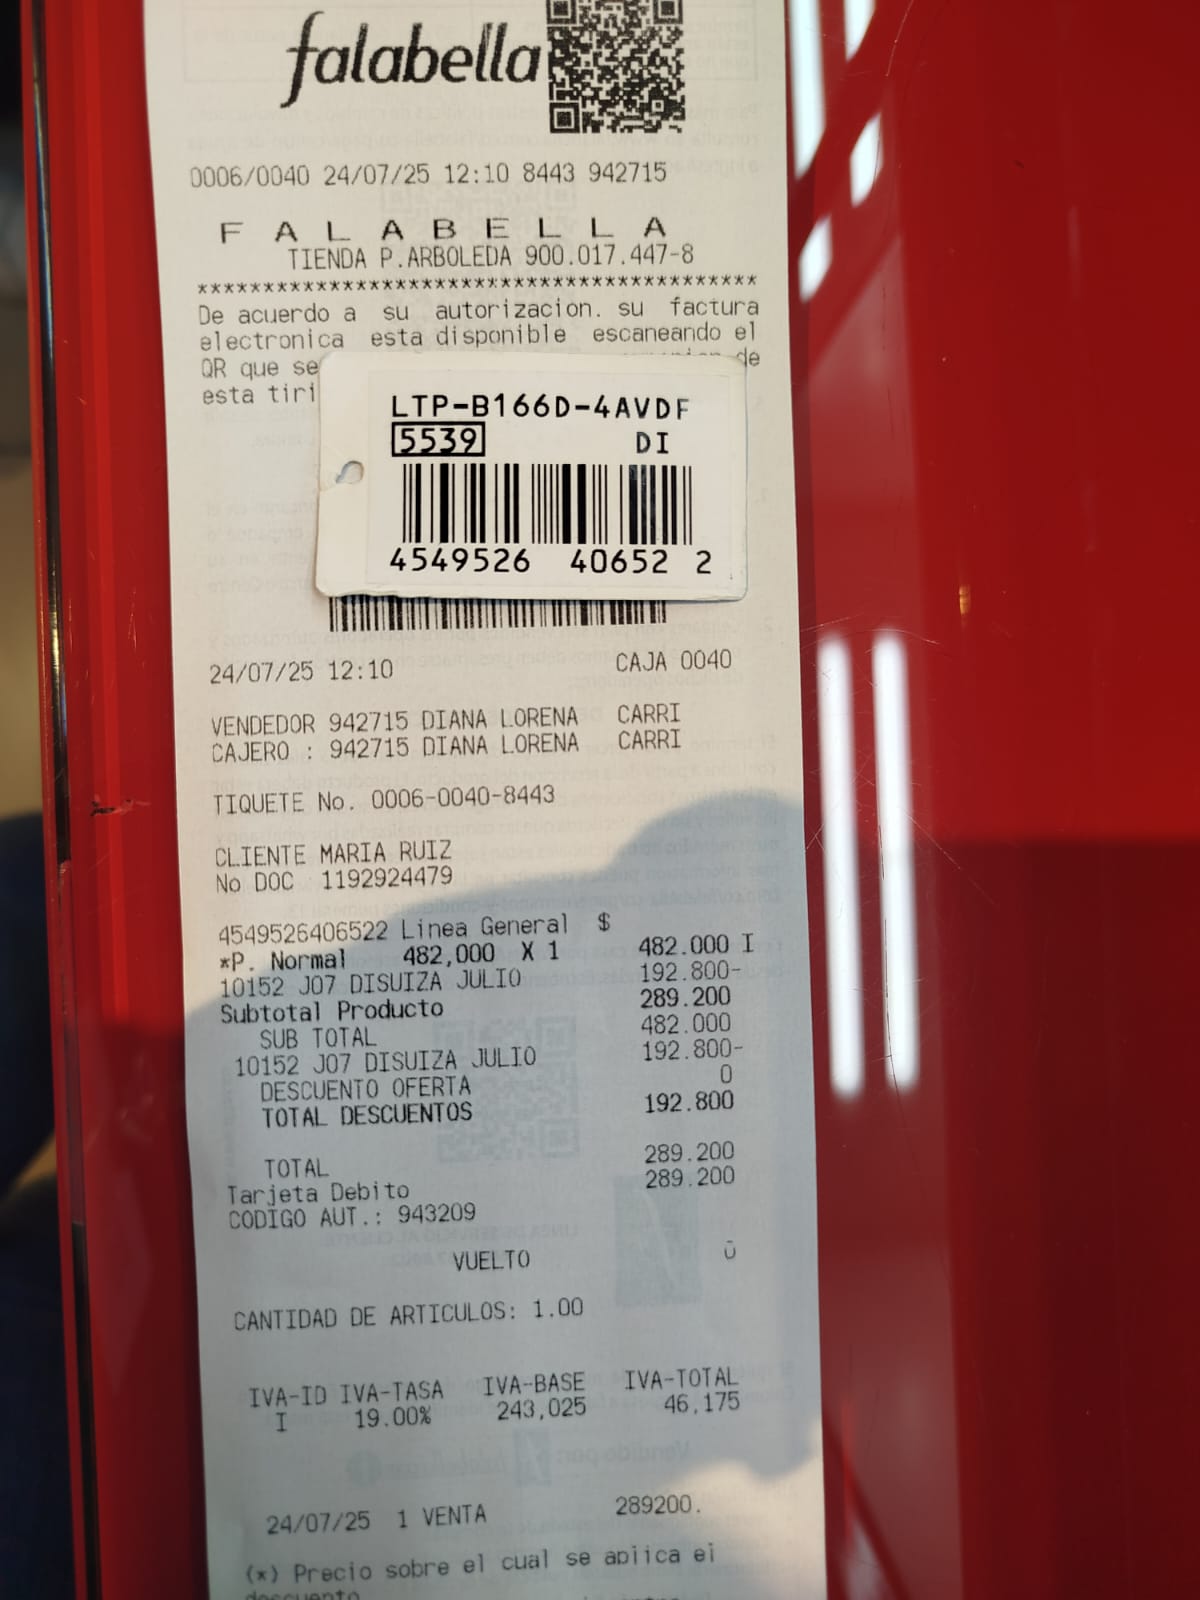 falabella
0006/0040 24/07/25 12:10 8443 942715
F A L A B E L L A
TIENDA P.ARBOLEDA 900.017.447-8
*******************************************
De acuerdo a su autorizacion. su factura
electronica esta disponible escaneando el
QR que se de
esta tiri
LTP-B166D-4AVDF
5539 DI
4549526 40652 2
24/07/25 12:10 CAJA 0040
VENDEDOR 942715 DIANA LORENA CARRI
CAJERO : 942715 DIANA LORENA CARRI
TIQUETE No. 0006-0040-8443
CLIENTE MARIA RUIZ
No DOC 1192924479
4549526406522 Linea General $
*P. Normal 482,000 X 1 482.000 I
10152 J07 DISUIZA JULIO 192.800-
Subtotal Producto 289.200
SUB TOTAL 482.000
10152 J07 DISUIZA JULIO 192.800-
DESCUENTO OFERTA 0
TOTAL DESCUENTOS 192.800
TOTAL 289.200
Tarjeta Debito 289.200
CODIGO AUT.: 943209
VUELTO 0
CANTIDAD DE ARTICULOS: 1.00
IVA-ID IVA-TASA IVA-BASE IVA-TOTAL
I 19.00% 243,025 46,175
24/07/25 1 VENTA 289200.
(*) Precio sobre el cual se aplica el
descuento